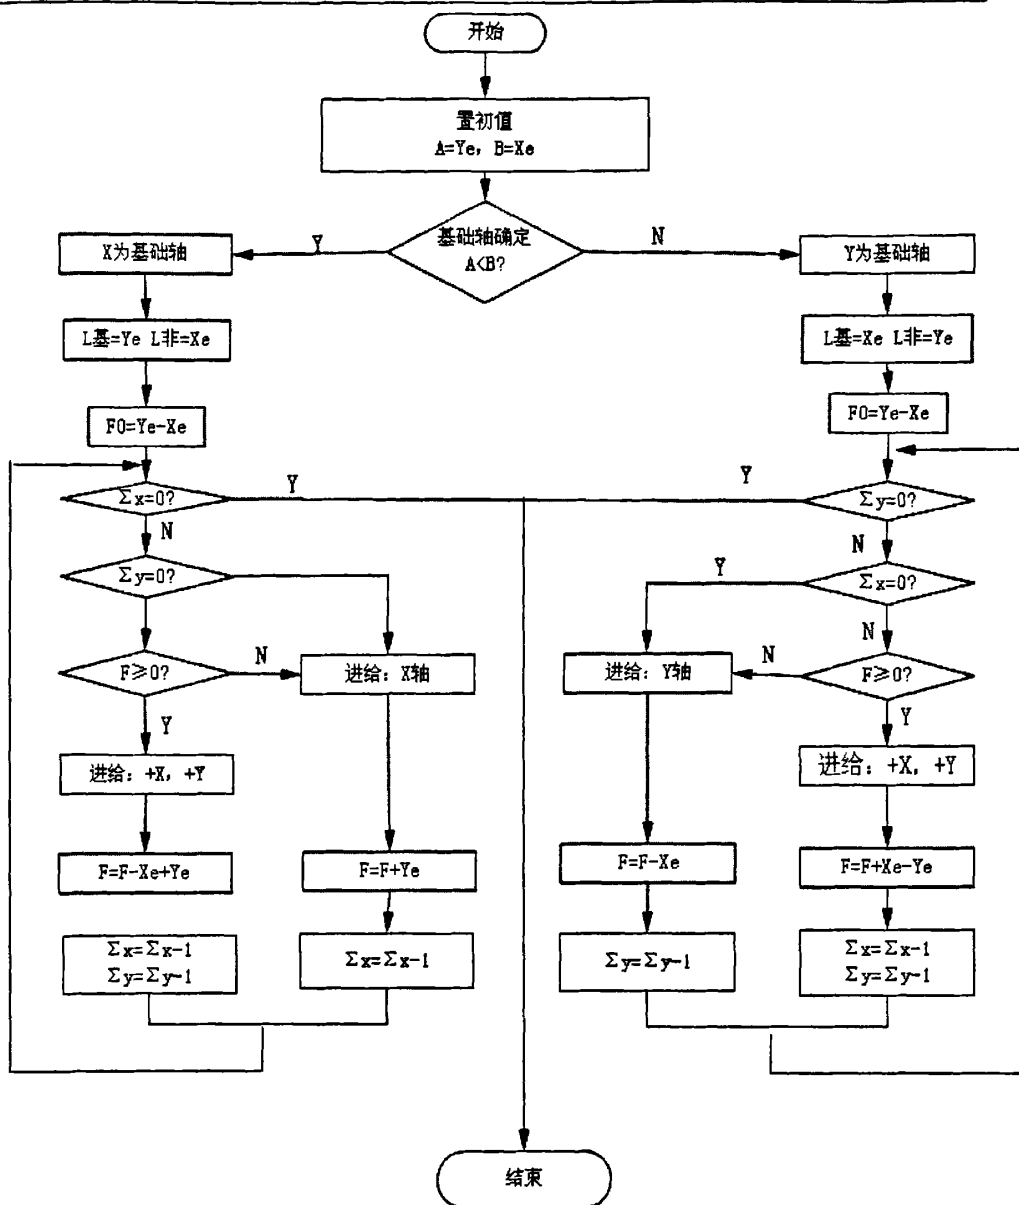 开始
置初值
A=Ye, B=Xe
基础轴确定
A<B?
Y
N
X为基础轴
Y为基础轴
L基=Ye L非=Xe
L基=Xe L非=Ye
F0=Ye-Xe
F0=Ye-Xe
Σx=0?
Y
Y
Σy=0?
N
N
Σy=0?
Y
Σx=0?
N
F≥0?
N
进给: X轴
进给: Y轴
N
F≥0?
Y
Y
进给: +X, +Y
进给: +X, +Y
F=F-Xe+Ye
F=F+Ye
F=F-Xe
F=F+Xe-Ye
Σx=Σx-1
Σy=Σy-1
Σx=Σx-1
Σy=Σy-1
Σx=Σx-1
Σy=Σy-1
结束